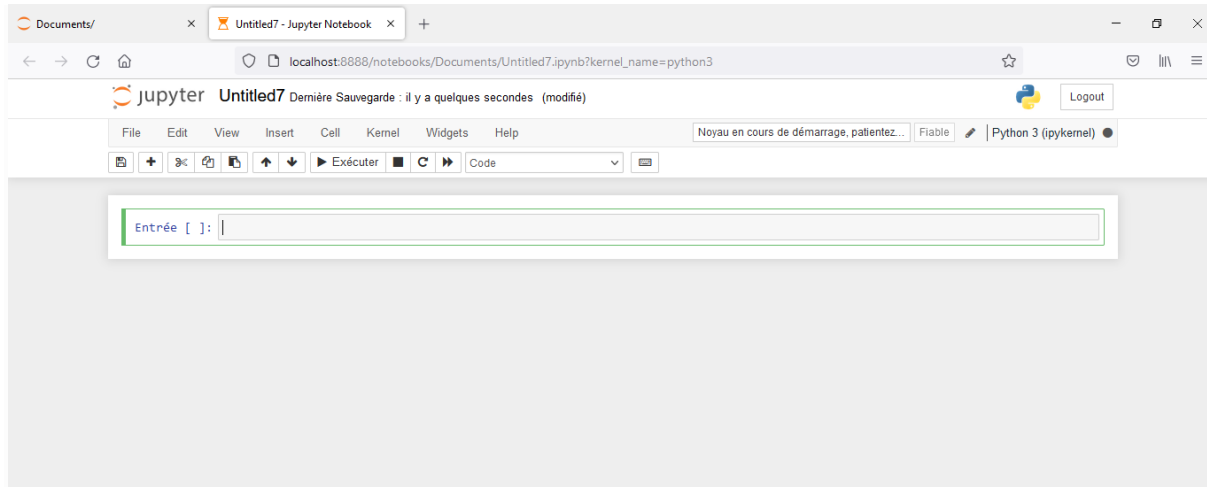 Documents/
Untitled7 - Jupyter Notebook
localhost:8888/notebooks/Documents/Untitled7.ipynb?kernel_name=python3
jupyter Untitled7 Dernière Sauvegarde : il y a quelques secondes (modifié)
Logout
File Edit View Insert Cell Kernel Widgets Help
Noyau en cours de démarrage, patientez... Fiable Python 3 (ipykernel)
Exécuter Code
Entrée [ ]: